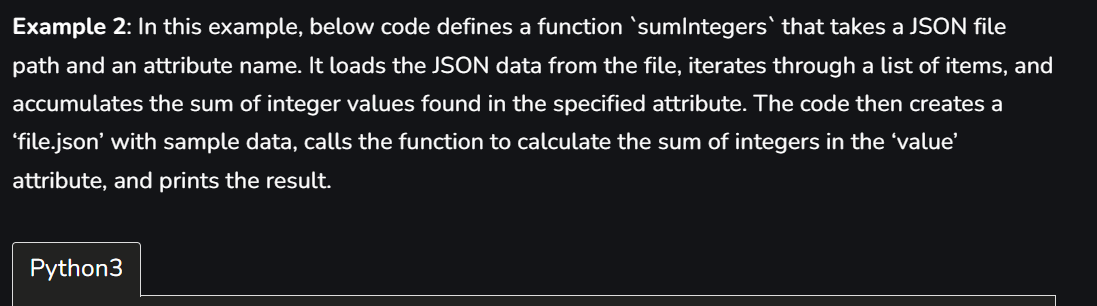 Example 2: In this example, below code defines a function `sumIntegers` that takes a JSON file
path and an attribute name. It loads the JSON data from the file, iterates through a list of items, and
accumulates the sum of integer values found in the specified attribute. The code then creates a
‘file.json’ with sample data, calls the function to calculate the sum of integers in the ‘value’
attribute, and prints the result.
Python3